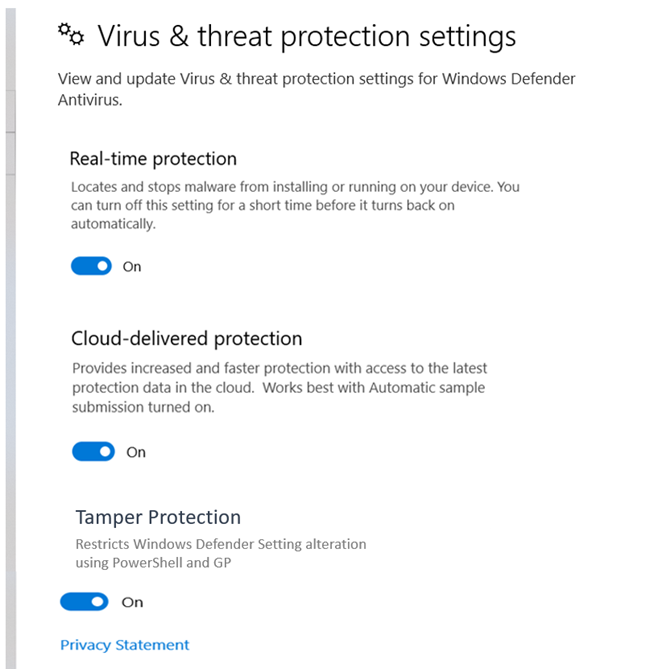 Virus & threat protection settings
View and update Virus & threat protection settings for Windows Defender
Antivirus.
Real-time protection
Locates and stops malware from installing or running on your device. You
can turn off this setting for a short time before it turns back on
automatically.
On
Cloud-delivered protection
Provides increased and faster protection with access to the latest
protection data in the cloud. Works best with Automatic sample
submission turned on.
On
Tamper Protection
Restricts Windows Defender Setting alteration
using PowerShell and GP
On
Privacy Statement